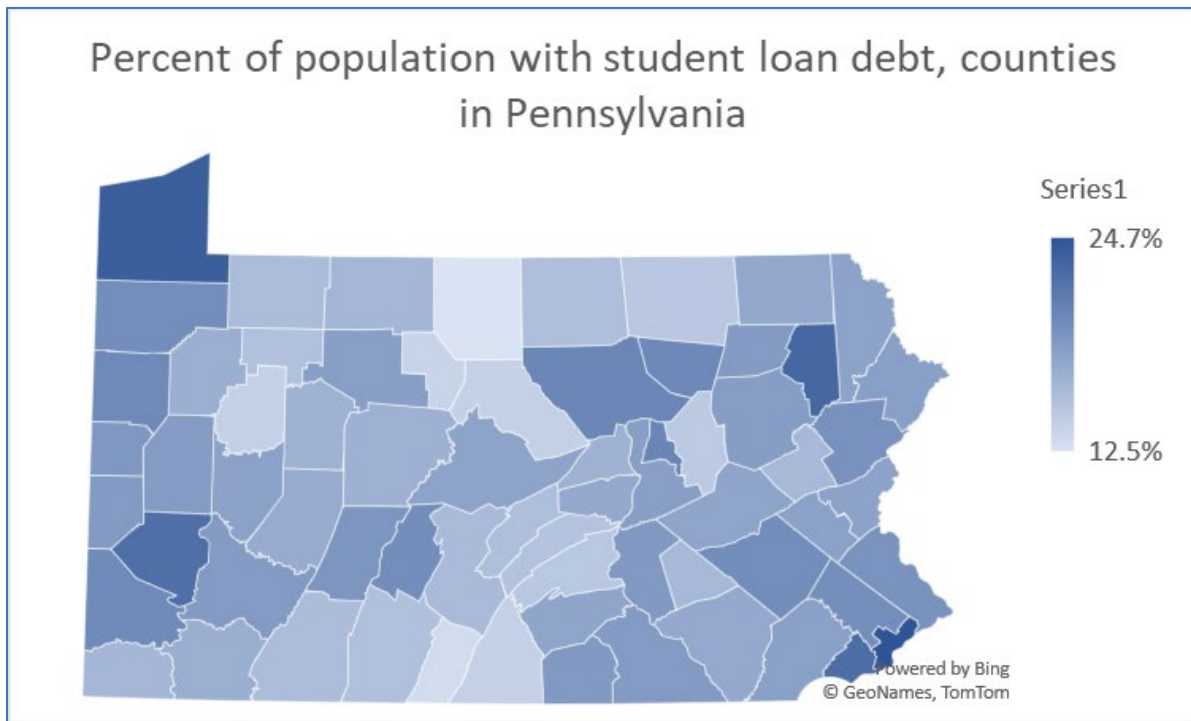 Percent of population with student loan debt, counties
in Pennsylvania
Series1
24.7%
12.5%
Powered by Bing
© GeoNames, TomTom